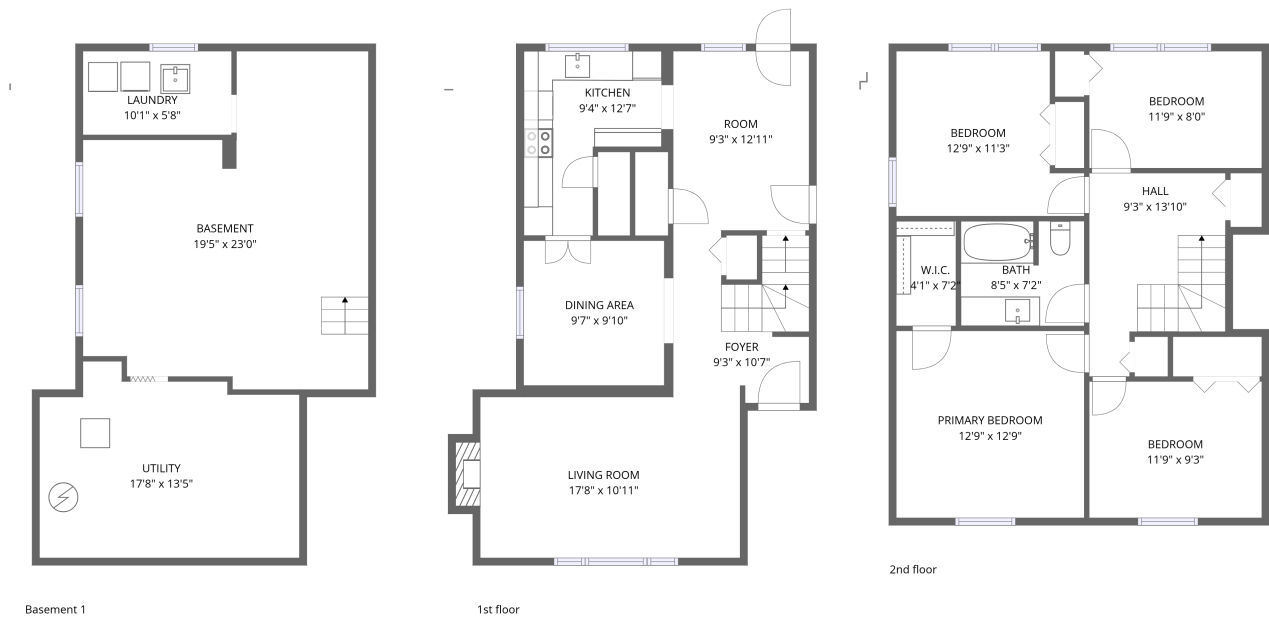 LAUNDRY
10'1" x 5'8"
BASEMENT
19'5" x 23'0"
UTILITY
17'8" x 13'5"
Basement 1
KITCHEN
9'4" x 12'7"
ROOM
9'3" x 12'11"
DINING AREA
9'7" x 9'10"
FOYER
9'3" x 10'7"
LIVING ROOM
17'8" x 10'11"
1st floor
BEDROOM
12'9" x 11'3"
BEDROOM
11'9" x 8'0"
HALL
9'3" x 13'10"
W.I.C.
4'1" x 7'2"
BATH
8'5" x 7'2"
PRIMARY BEDROOM
12'9" x 12'9"
BEDROOM
11'9" x 9'3"
2nd floor